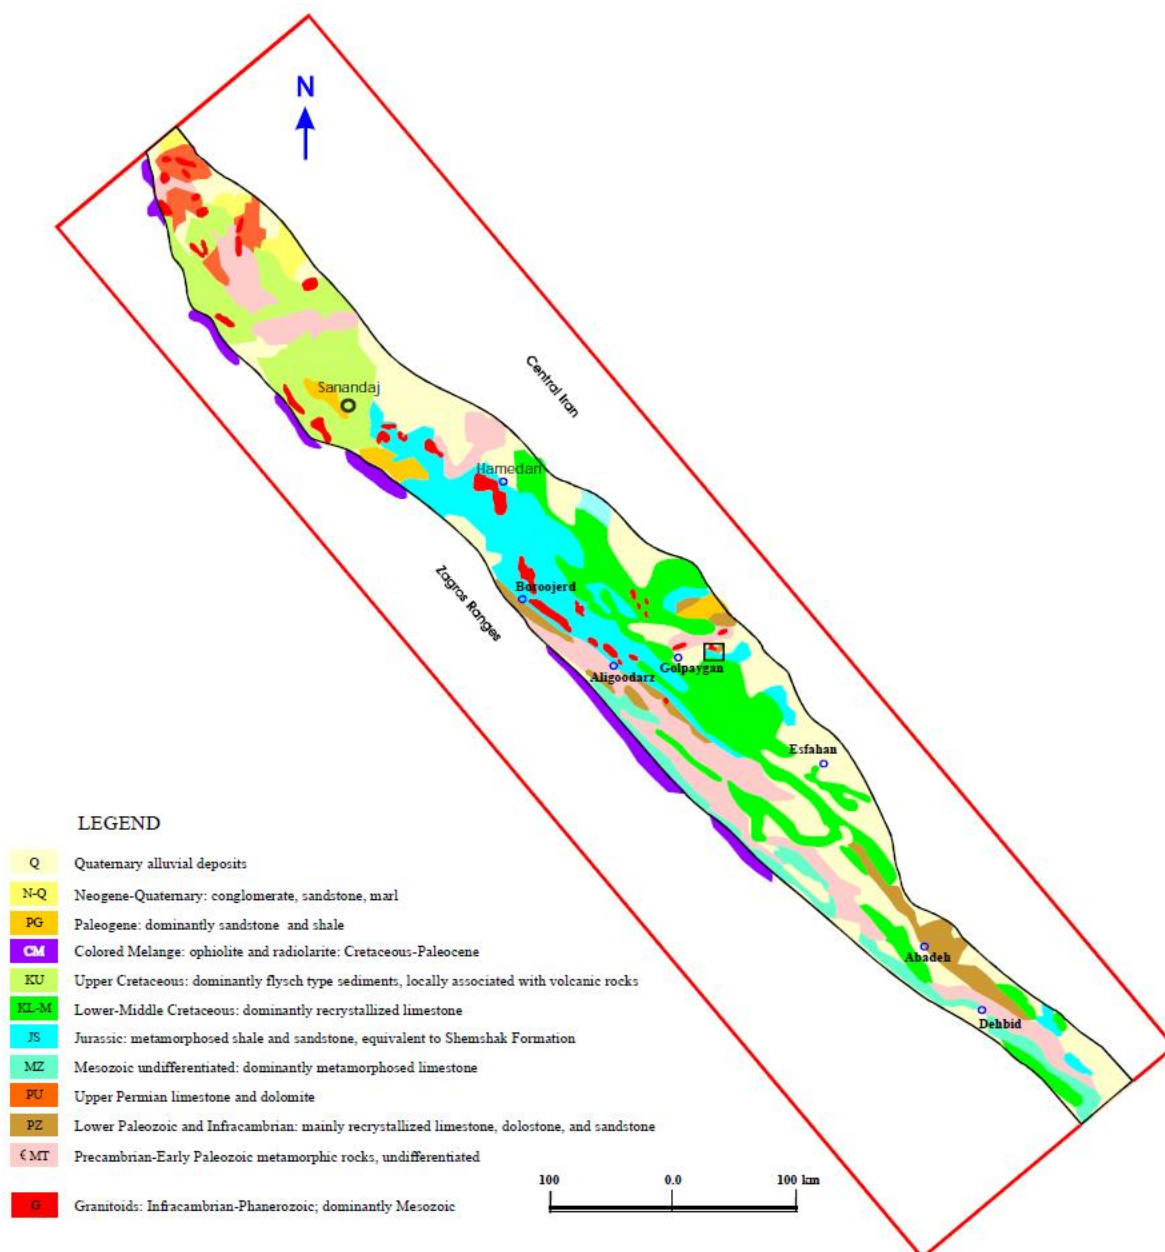 N
Central Iran
Sanandaj
Hamedan
Zagros Ranges
Boroojerd
Golpaygan
Aligoodarz
Esfahan
Abadeh
Dehbid
LEGEND
Q Quaternary alluvial deposits
N-Q Neogene-Quaternary: conglomerate, sandstone, marl
PG Paleogene: dominantly sandstone and shale
CM Colored Melange: ophiolite and radiolarite: Cretaceous-Paleocene
KU Upper Cretaceous: dominantly flysch type sediments, locally associated with volcanic rocks
KL-M Lower-Middle Cretaceous: dominantly recrystallized limestone
JS Jurassic: metamorphosed shale and sandstone, equivalent to Shemshak Formation
MZ Mesozoic undifferentiated: dominantly metamorphosed limestone
PU Upper Permian limestone and dolomite
PZ Lower Paleozoic and Infracambrian: mainly recrystallized limestone, dolostone, and sandstone
€ MT Precambrian-Early Paleozoic metamorphic rocks, undifferentiated
G Granitoids: Infracambrian-Phanerozoic; dominantly Mesozoic
100 0.0 100 km